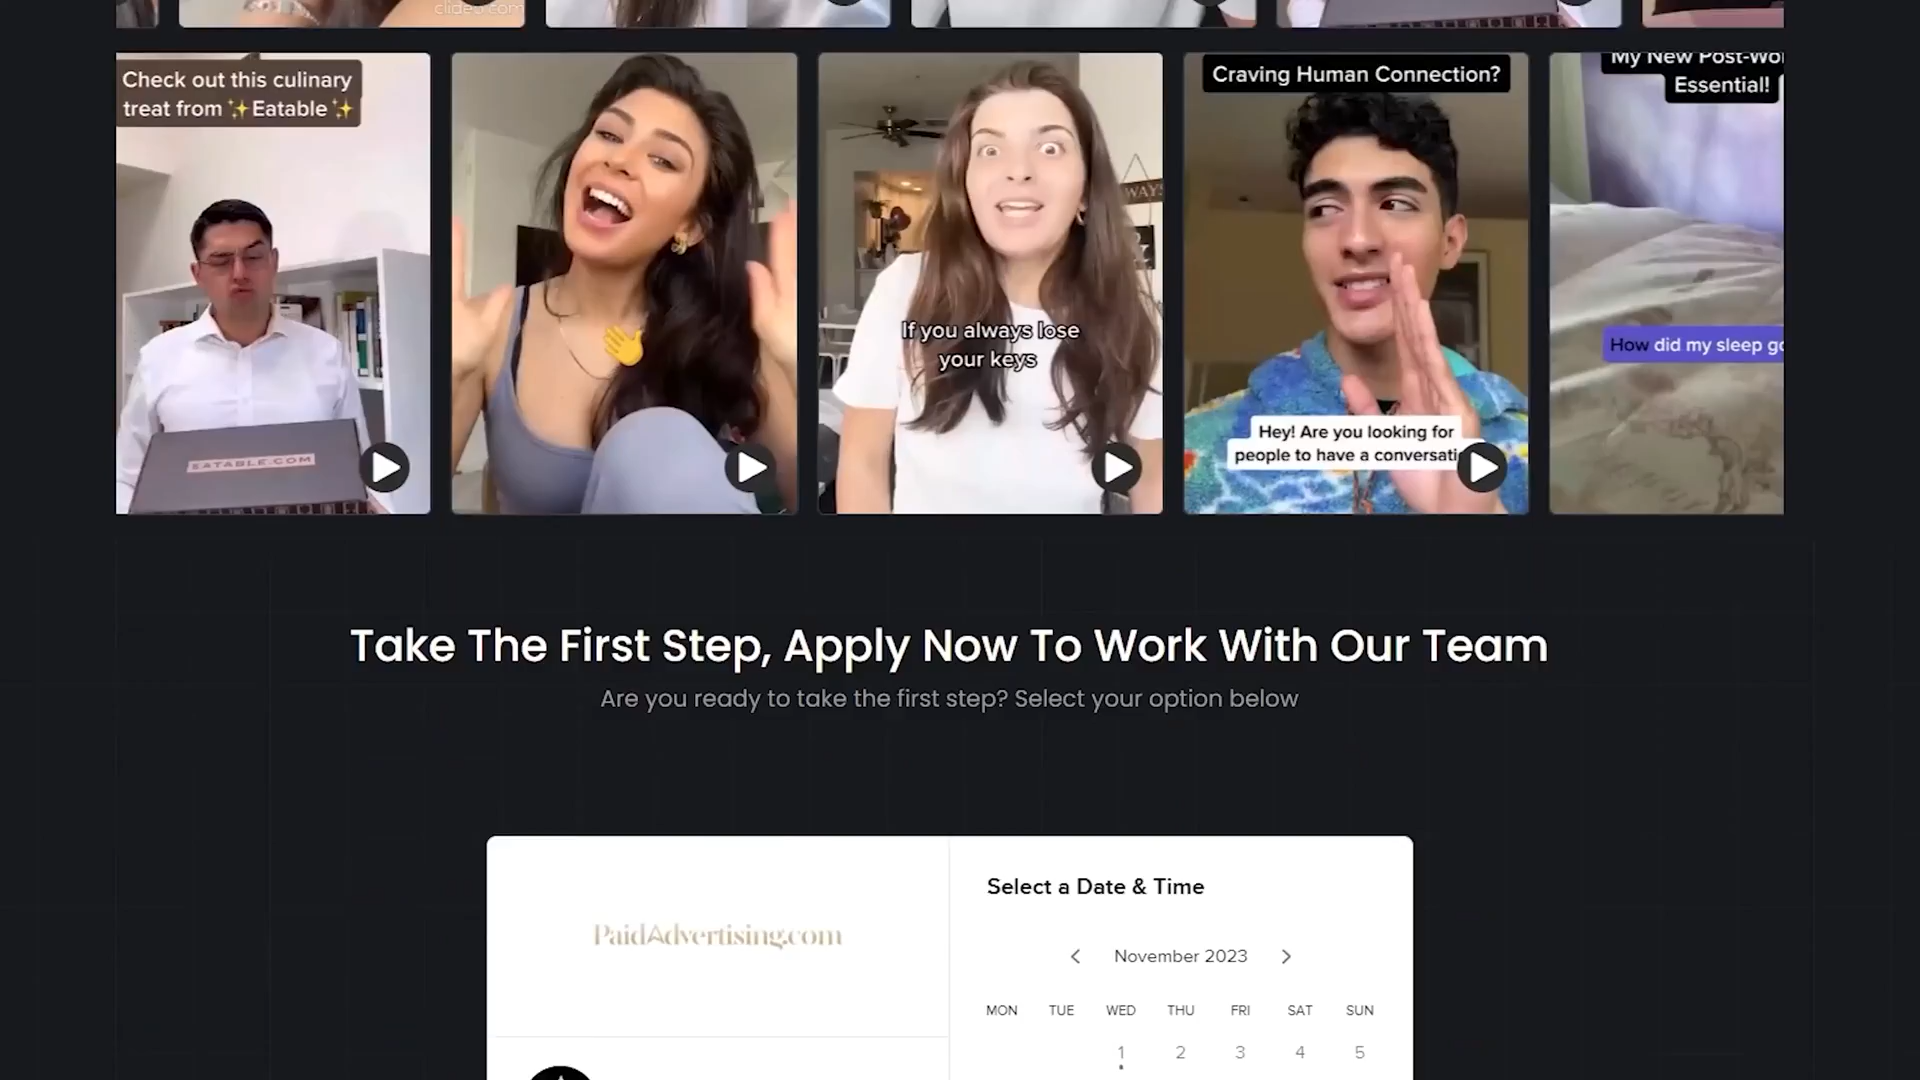 clideo.com
Check out this culinary
treat from ✨Eatable✨
EATABLE.COM
If you always lose
your keys
WAYS
Craving Human Connection?
Hey! Are you looking for
people to have a conversati
My New Post-Wo
Essential!
How did my sleep go
Take The First Step, Apply Now To Work With Our Team
Are you ready to take the first step? Select your option below
PaidAdvertising.com
Select a Date & Time
November 2023
MON TUE WED THU FRI SAT SUN
1 2 3 4 5